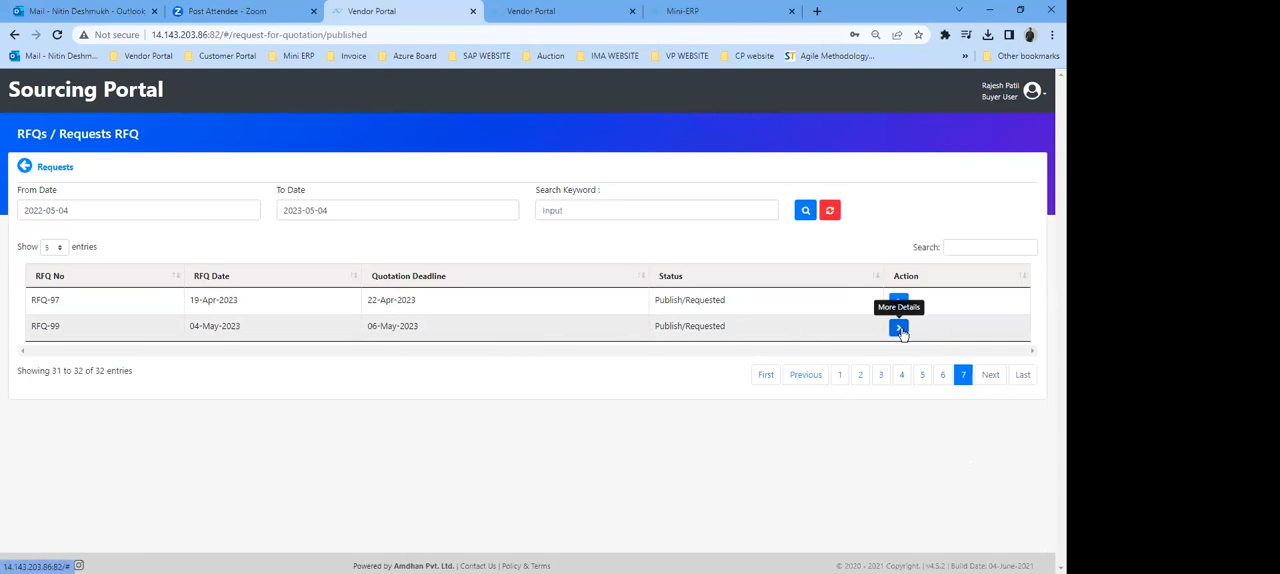 Mail - Nitin Deshmukh - Outlook
Post Attendee - Zoom
Vendor Portal
Vendor Portal
Mini-ERP
Not secure
14.143.203.86:82/#/request-for-quotation/published
Mail - Nitin Deshm...
Vendor Portal
Customer Portal
Mini ERP
Invoice
Azure Board
SAP WEBSITE
Auction
IMA WEBSITE
VP WEBSITE
CP website
ST Agile Methodology...
»
Other bookmarks
Sourcing Portal
Rajesh Patil
Buyer User
RFQs / Requests RFQ
Requests
From Date
To Date
Search Keyword :
2022-05-04
2023-05-04
Input
Show 5 entries
Search:
RFQ No
RFQ Date
Quotation Deadline
Status
Action
RFQ-97
19-Apr-2023
22-Apr-2023
Publish/Requested
More Details
RFQ-99
04-May-2023
06-May-2023
Publish/Requested
Showing 31 to 32 of 32 entries
First
Previous
1
2
3
4
5
6
7
Next
Last
14.143.203.86:82/#
Powered by Amdhan Pvt. Ltd. | Contact Us | Policy & Terms
© 2020 - 2021 Copyright. | v4.5.2 | Build Date: 04-June-2021